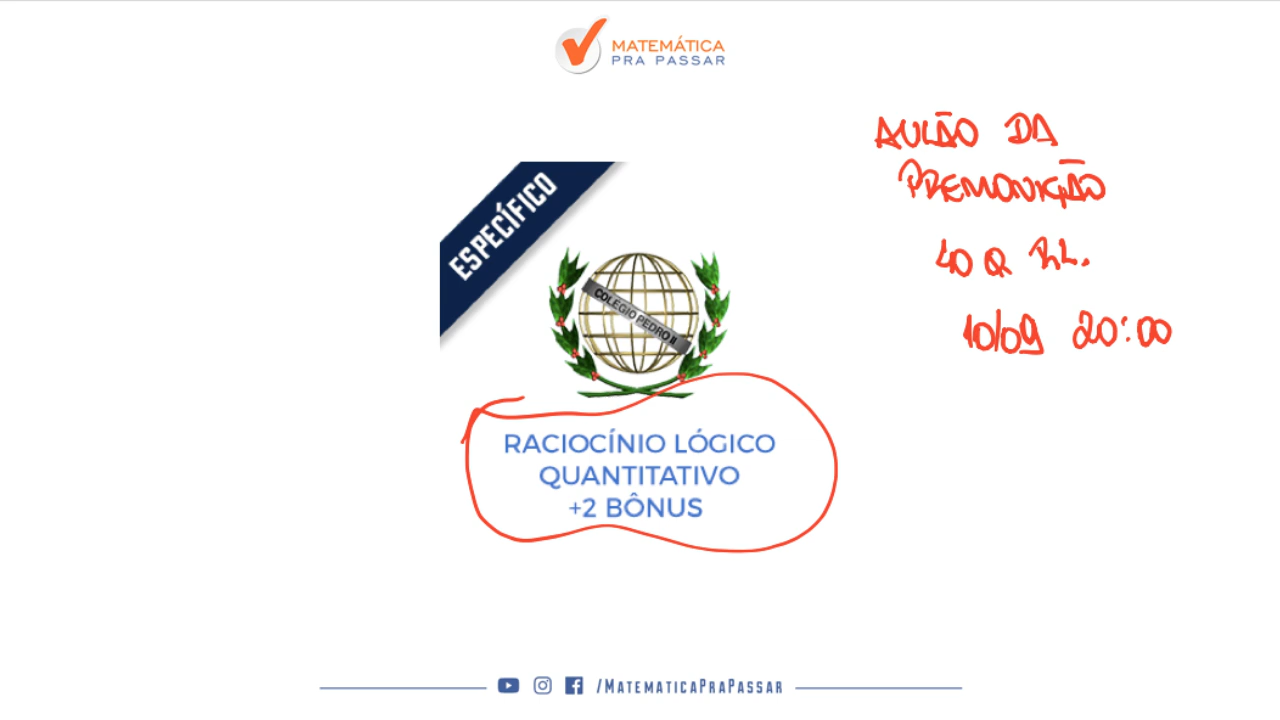 MATEMÁTICA
PRA PASSAR
ESPECÍFICO
COLÉGIO PEDRO II
RACIOCÍNIO LÓGICO
QUANTITATIVO
+2 BÔNUS
AULÃO DA
PREMONIÇÃO
40 Q RL.
10/09 20:00
/MATEMATICAPRAPASSAR